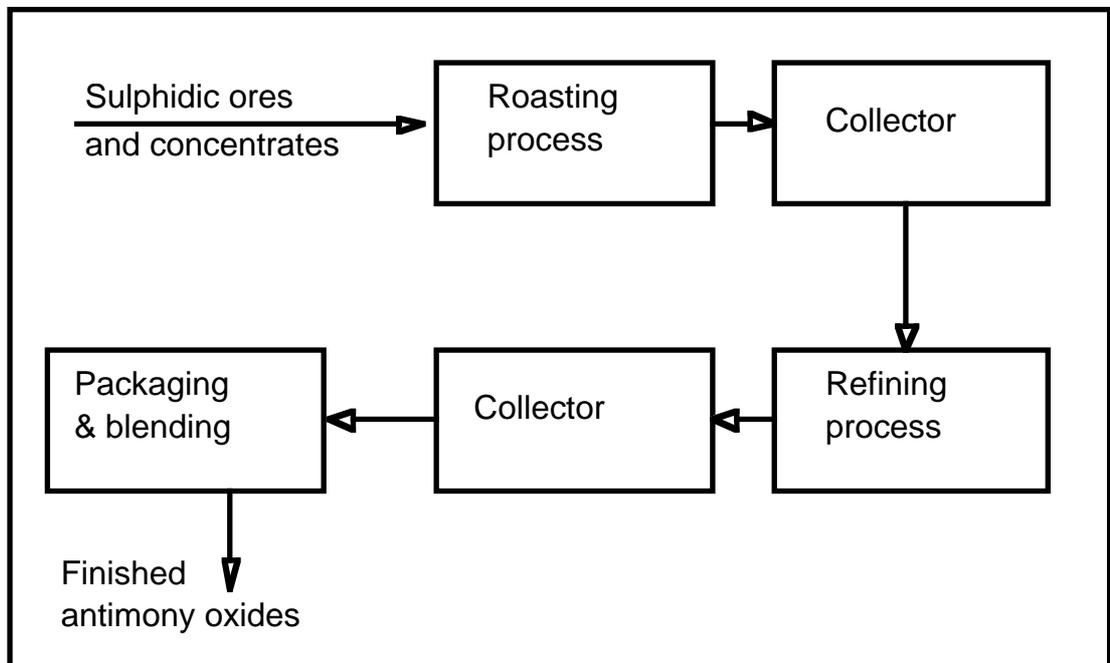 Sulphidic ores
and concentrates
Roasting
process
Collector
Refining
process
Collector
Packaging
& blending
Finished
antimony oxides